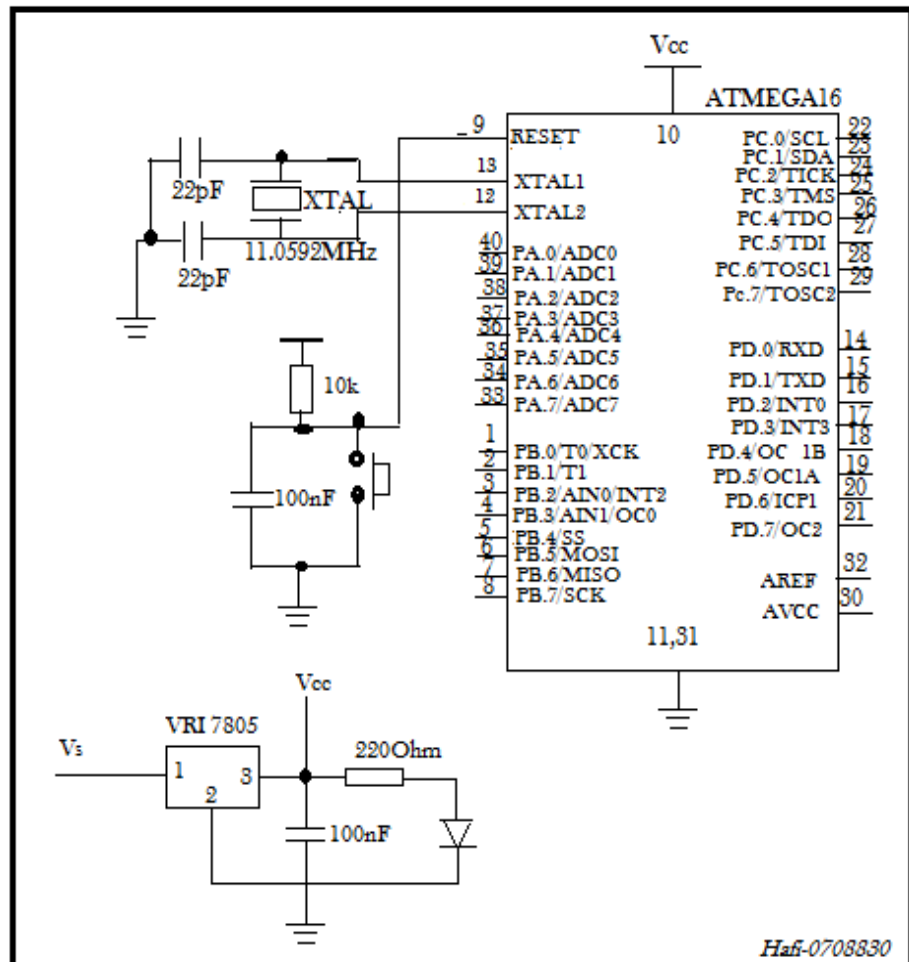 Vcc
ATMEGA16
10
9
RESET
13
XTAL1
12
XTAL2
22pF
XTAL
11.0592MHz
22pF
40
PA.0/ADC0
39
PA.1/ADC1
38
PA.2/ADC2
37
PA.3/ADC3
36
PA.4/ADC4
35
PA.5/ADC5
34
PA.6/ADC6
33
PA.7/ADC7
1
PB.0/T0/XCK
2
PB.1/T1
3
PB.2/AIN0/INT2
4
PB.3/AIN1/OC0
5
PB.4/SS
6
PB.5/MOSI
7
PB.6/MISO
8
PB.7/SCK
PC.0/SCL
22
PC.1/SDA
23
PC.2/TICK
24
PC.3/TMS
25
PC.4/TDO
26
PC.5/TDI
27
PC.6/TOSC1
28
Pc.7/TOSC2
29
PD.0/RXD
14
PD.1/TXD
15
PD.2/INT0
16
PD.3/INT3
17
PD.4/OC 1B
18
PD.5/OC1A
19
PD.6/ICP1
20
PD.7/OC2
21
AREF
32
AVCC
30
11,31
10k
100nF
Vcc
VRI 7805
Vs
1
3
2
220Ohm
100nF
Hafi-0708830